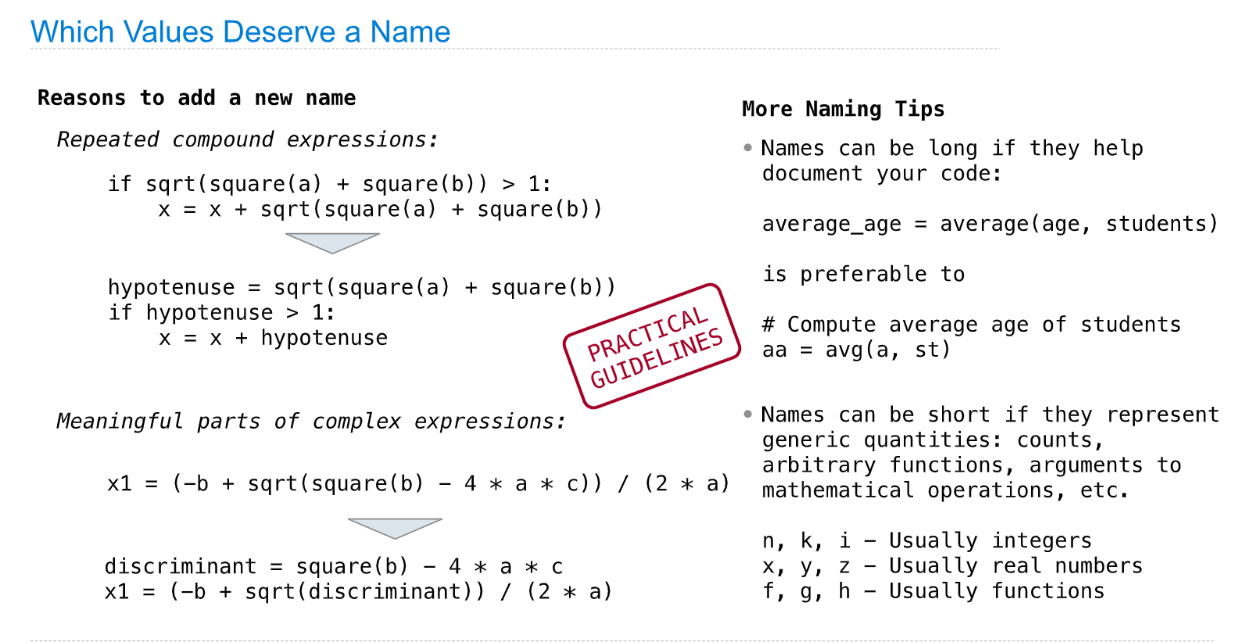 Which Values Deserve a Name
Reasons to add a new name
Repeated compound expressions:
if sqrt(square(a) + square(b)) > 1:
    x = x + sqrt(square(a) + square(b))
hypotenuse = sqrt(square(a) + square(b))
if hypotenuse > 1:
    x = x + hypotenuse
Meaningful parts of complex expressions:
x1 = (-b + sqrt(square(b) - 4 * a * c)) / (2 * a)
discriminant = square(b) - 4 * a * c
x1 = (-b + sqrt(discriminant)) / (2 * a)
PRACTICAL
GUIDELINES
More Naming Tips
• Names can be long if they help
document your code:
average_age = average(age, students)
is preferable to
# Compute average age of students
aa = avg(a, st)
• Names can be short if they represent
generic quantities: counts,
arbitrary functions, arguments to
mathematical operations, etc.
n, k, i - Usually integers
x, y, z - Usually real numbers
f, g, h - Usually functions